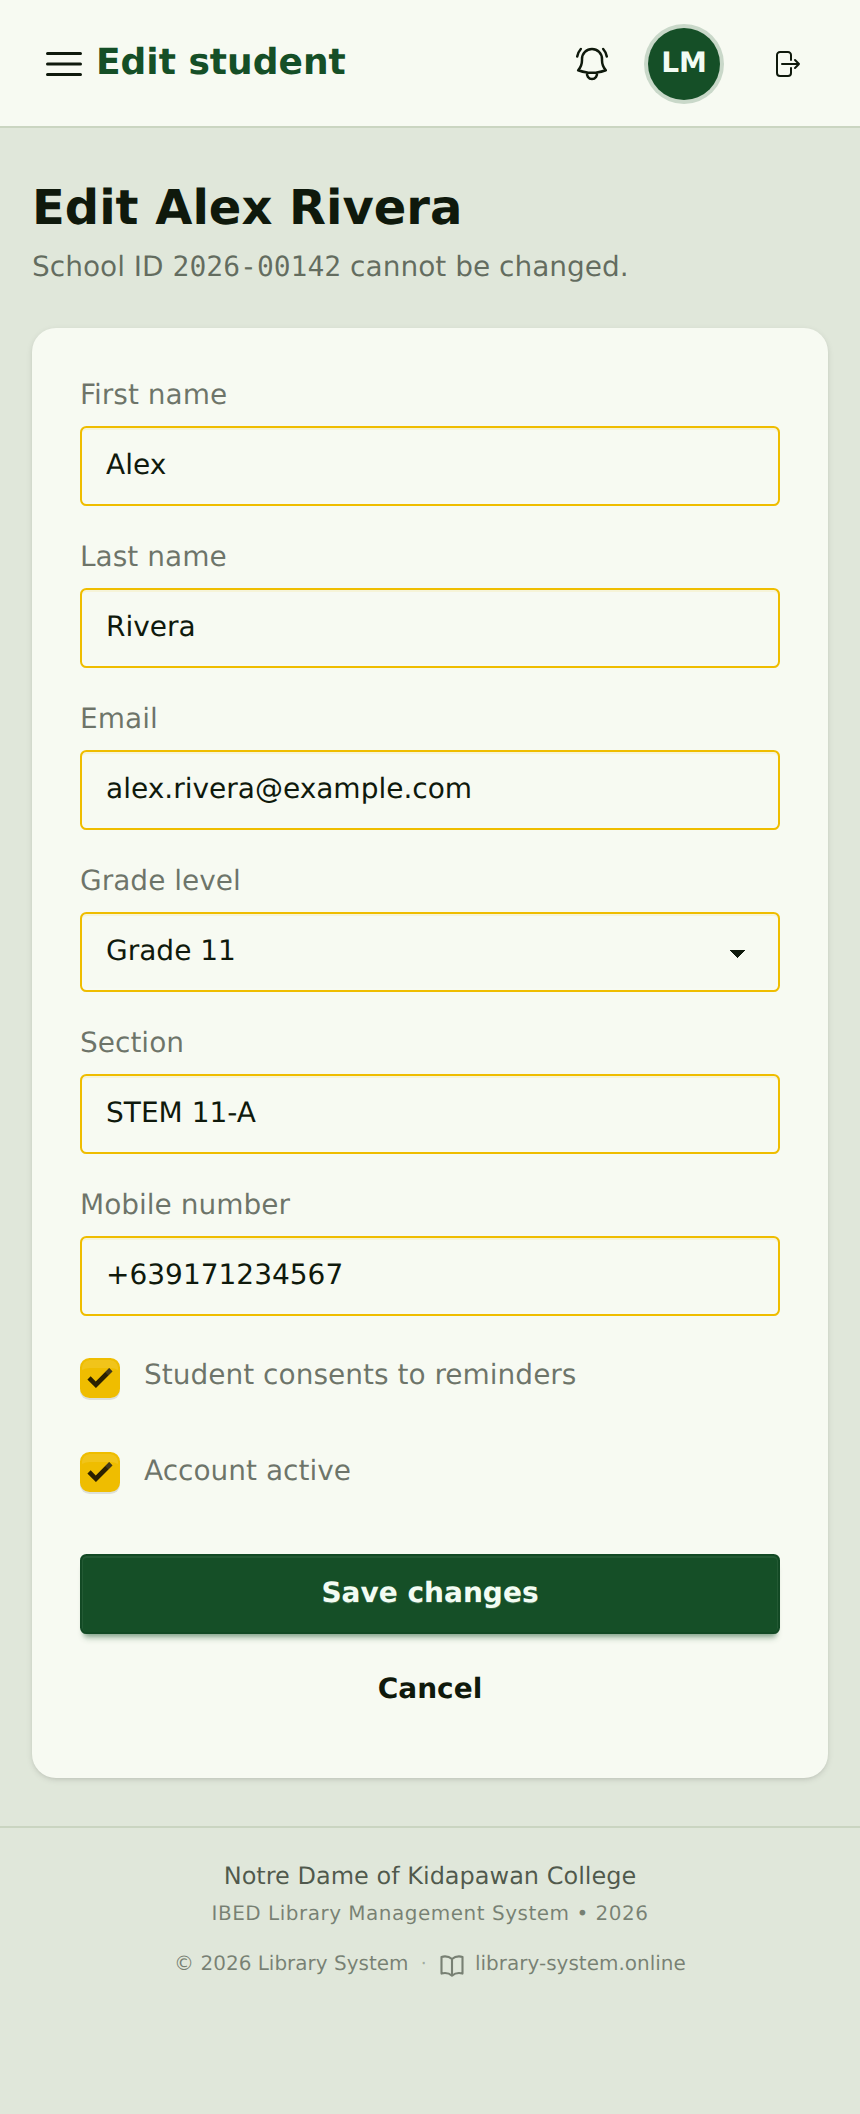 Edit student
LM
Edit Alex Rivera
School ID 2026-00142 cannot be changed.
First name
Alex
Last name
Rivera
Email
alex.rivera@example.com
Grade level
Grade 11
Section
STEM 11-A
Mobile number
+639171234567
Student consents to reminders
Account active
Save changes
Cancel
Notre Dame of Kidapawan College
IBED Library Management System • 2026
© 2026 Library System · library-system.online